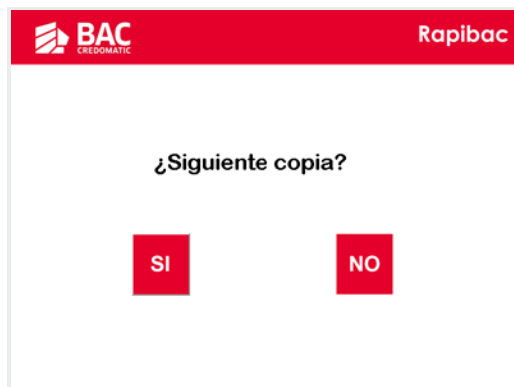 BAC
CREDOMATIC
Rapibac
¿Siguiente copia?
SI
NO